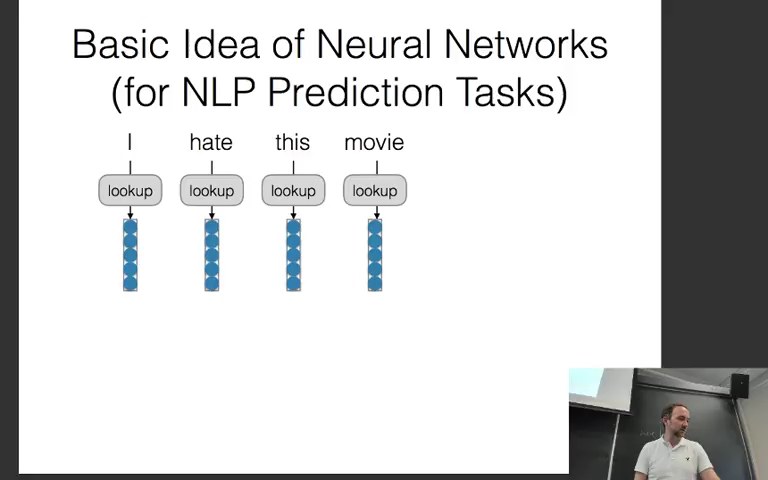 Basic Idea of Neural Networks
(for NLP Prediction Tasks)
I hate this movie
lookup lookup lookup lookup